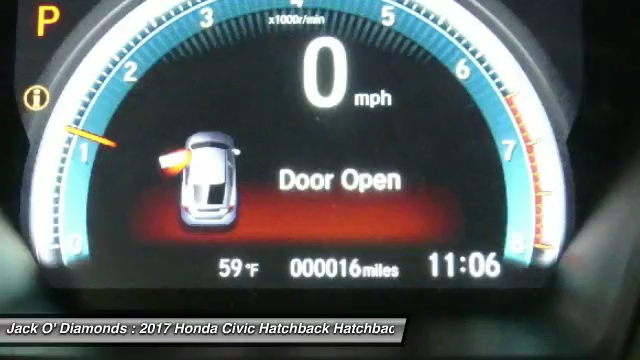 P
3 4 5
x1000r/min
2 0 6
mph
i
1 7
Door Open
0 8
59°F 000016miles 11:06
Jack O' Diamonds : 2017 Honda Civic Hatchback Hatchbac